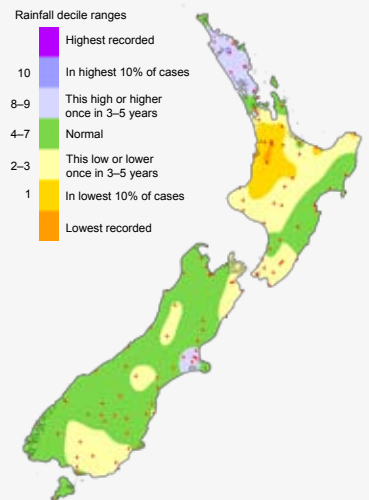 Rainfall decile ranges
Highest recorded
10 In highest 10% of cases
8–9 This high or higher
once in 3–5 years
4–7 Normal
2–3 This low or lower
once in 3–5 years
1 In lowest 10% of cases
Lowest recorded